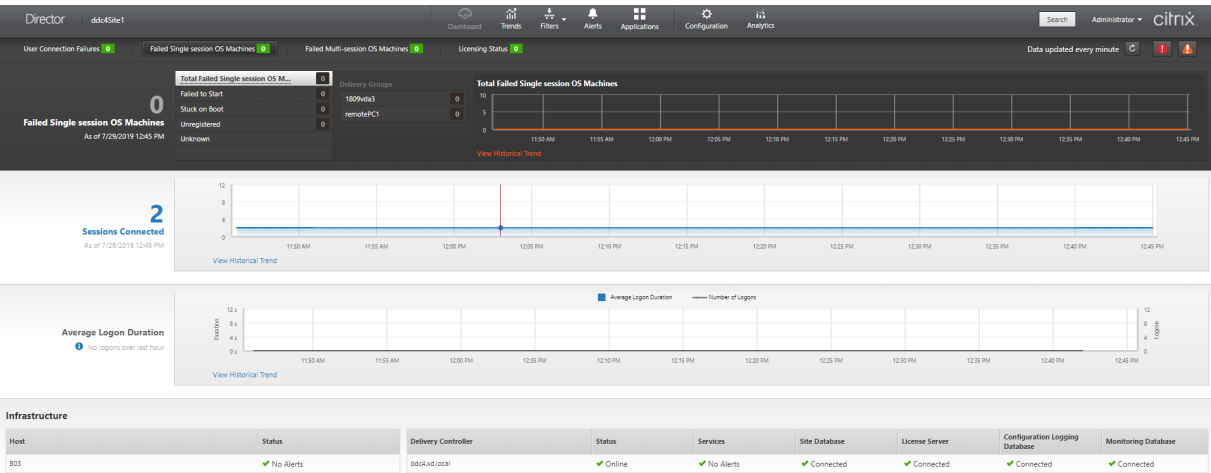 Director ddc4Site1 Dashboard Trends Filters Alerts Applications Configuration Analytics Search Administrator citrix
User Connection Failures 0 Failed Single session OS Machines 0 Failed Multi-session OS Machines 0 Licensing Status 0 Data updated every minute
0
Failed Single session OS Machines
As of 7/29/2019 12:45 PM
Total Failed Single session OS M... 0
Failed to Start 0
Stuck on Boot 0
Unregistered 0
Unknown
Delivery Groups
1809vda3 0
remotePC1 0
Total Failed Single session OS Machines
10
5
0
11:50 AM 11:55 AM 12:00 PM 12:05 PM 12:10 PM 12:15 PM 12:20 PM 12:25 PM 12:30 PM 12:35 PM 12:40 PM 12:45 PM
View Historical Trend
2
Sessions Connected
As of 7/29/2019 12:45 PM
12
8
4
0
11:50 AM 11:55 AM 12:00 PM 12:05 PM 12:10 PM 12:15 PM 12:20 PM 12:25 PM 12:30 PM 12:35 PM 12:40 PM 12:45 PM
View Historical Trend
Average Logon Duration
No logons over last hour
Average Logon Duration Number of Logons
Duration
12 s 12
8 s 8
4 s 4
0 s 0
Logons
11:50 AM 11:55 AM 12:00 PM 12:05 PM 12:10 PM 12:15 PM 12:20 PM 12:25 PM 12:30 PM 12:35 PM 12:40 PM 12:45 PM
View Historical Trend
Infrastructure
Host Status Delivery Controller Status Services Site Database License Server Configuration Logging Database Monitoring Database
B03 No Alerts ddc4.xd.local Online No Alerts Connected Connected Connected Connected